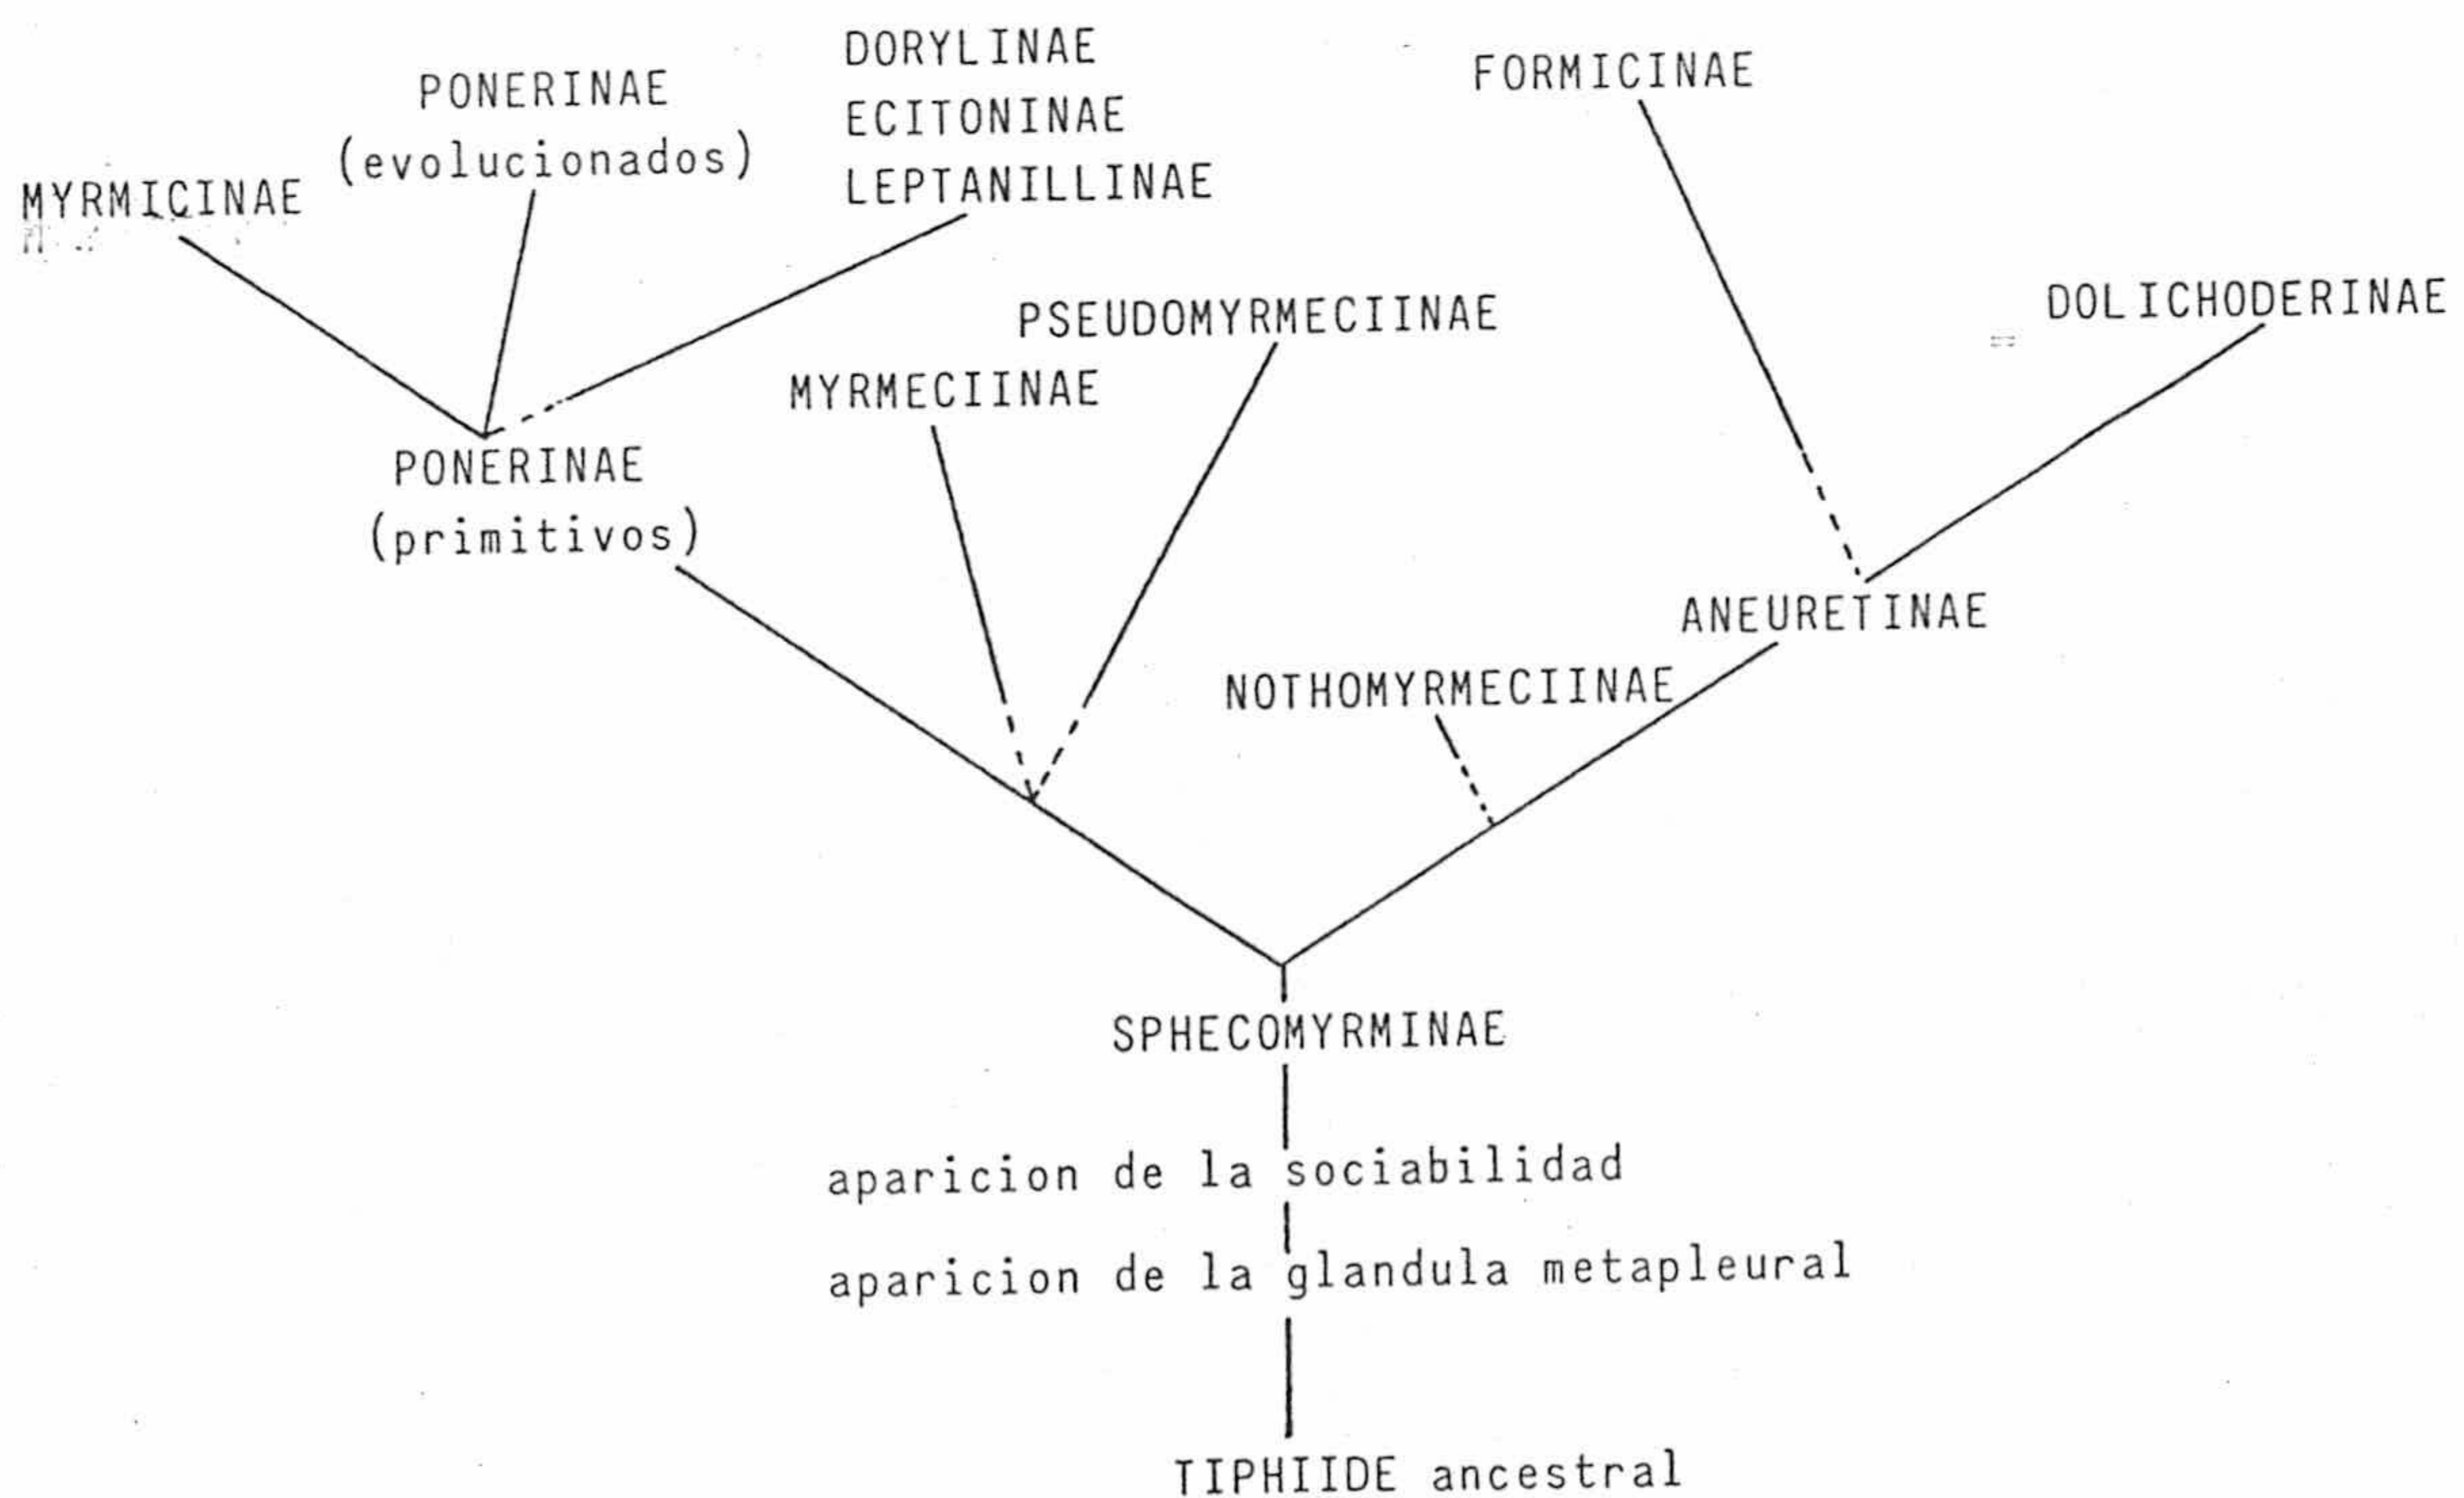 DORYLINAE
PONERINAE
ECITONINAE
FORMICINAE
(evolucionados)
MYRMICINAE
LEPTANILLINAE
PSEUDOMYRMECIINAE
DOLICHODERINAE
MYRMECIINAE
PONERINAE
(primitivos)
ANEURETINAE
NOTHOMYRMECIINAE
SPHECOMYRMINAE
aparicion de la sociabilidad
aparicion de la glandula metapleural
TIPHIIDE ancestral